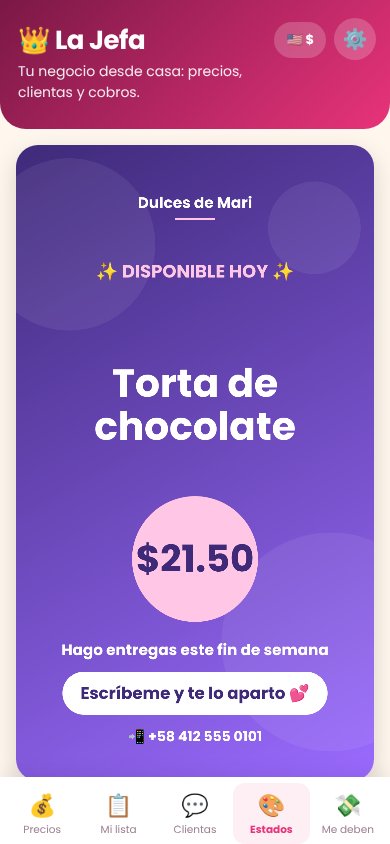 👑 La Jefa
🇺🇸 $
⚙️
Tu negocio desde casa: precios,
clientas y cobros.
Dulces de Mari
✨ DISPONIBLE HOY ✨
Torta de
chocolate
$21.50
Hago entregas este fin de semana
Escríbeme y te lo aparto 💕
📲 +58 412 555 0101
💰 📋 💬 🎨 💸
Precios Mi lista Clientas Estados Me deben